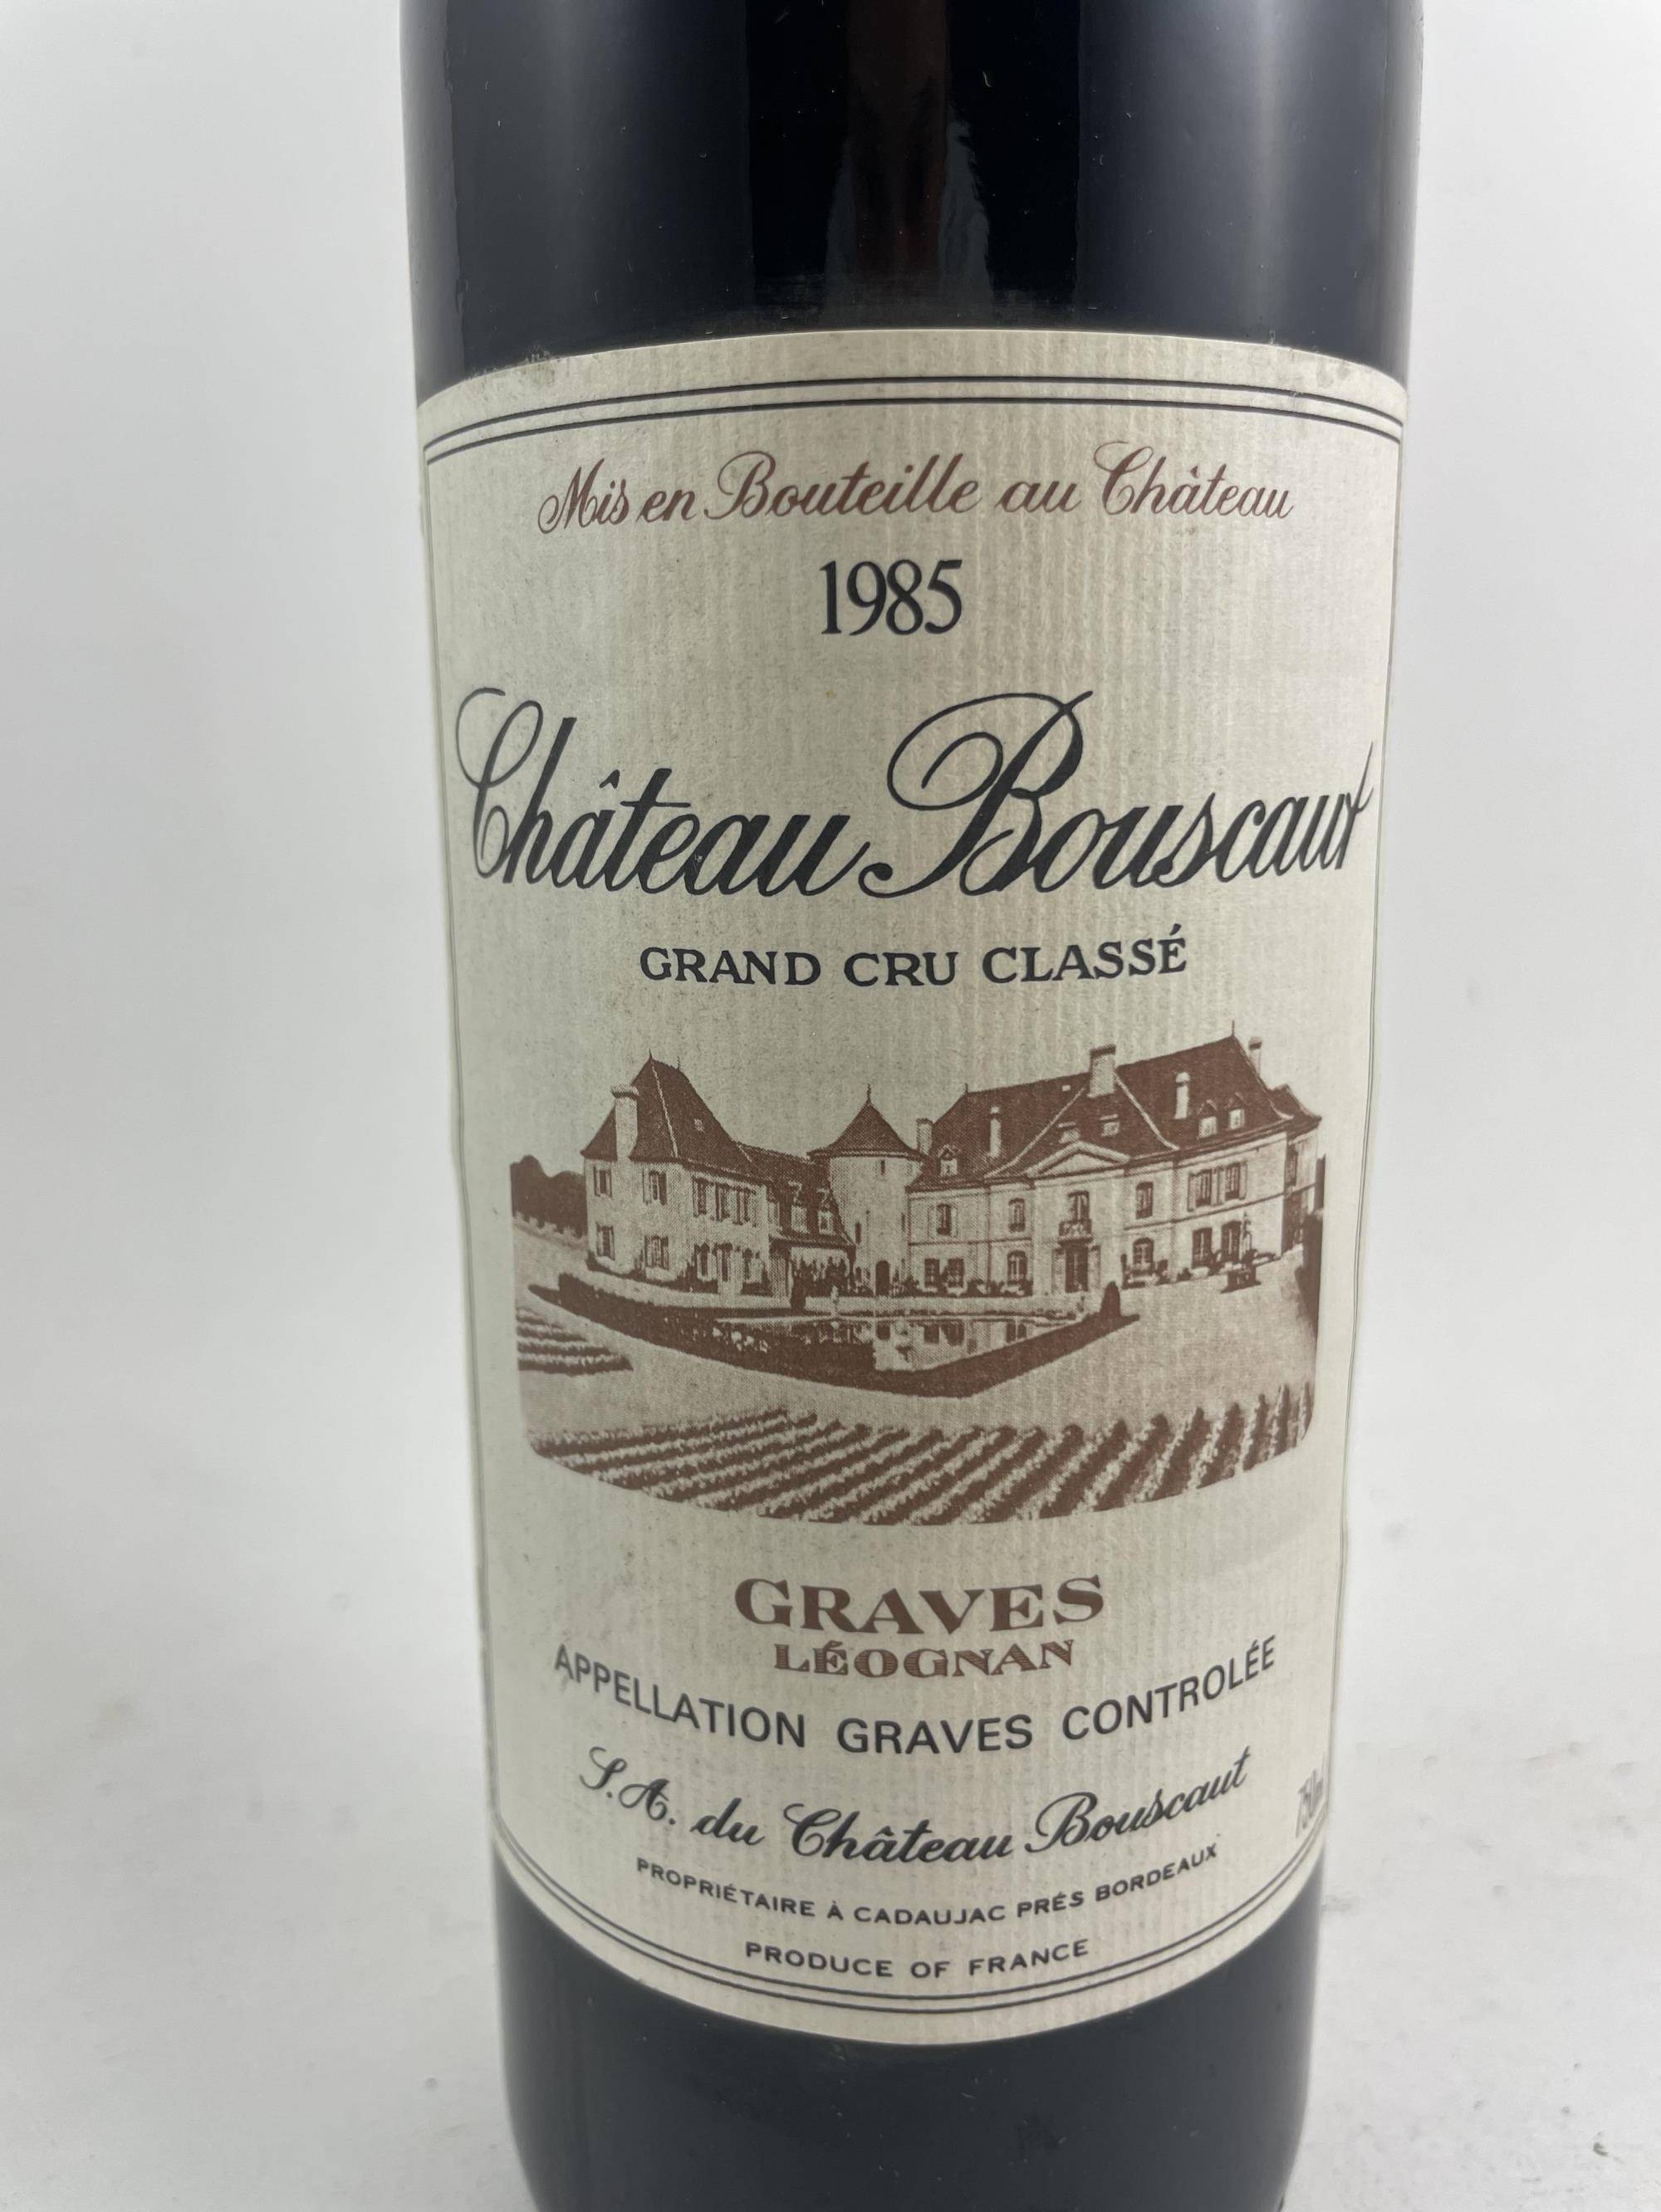 Mis en Bouteille au Château
1985
Château Bouscaut
GRAND CRU CLASSÉ
GRAVES
LÉOGNAN
APPELLATION GRAVES CONTROLÉE
S.A. du Château Bouscaut
750ml
PROPRIÉTAIRE À CADAUJAC PRÉS BORDEAUX
PRODUCE OF FRANCE